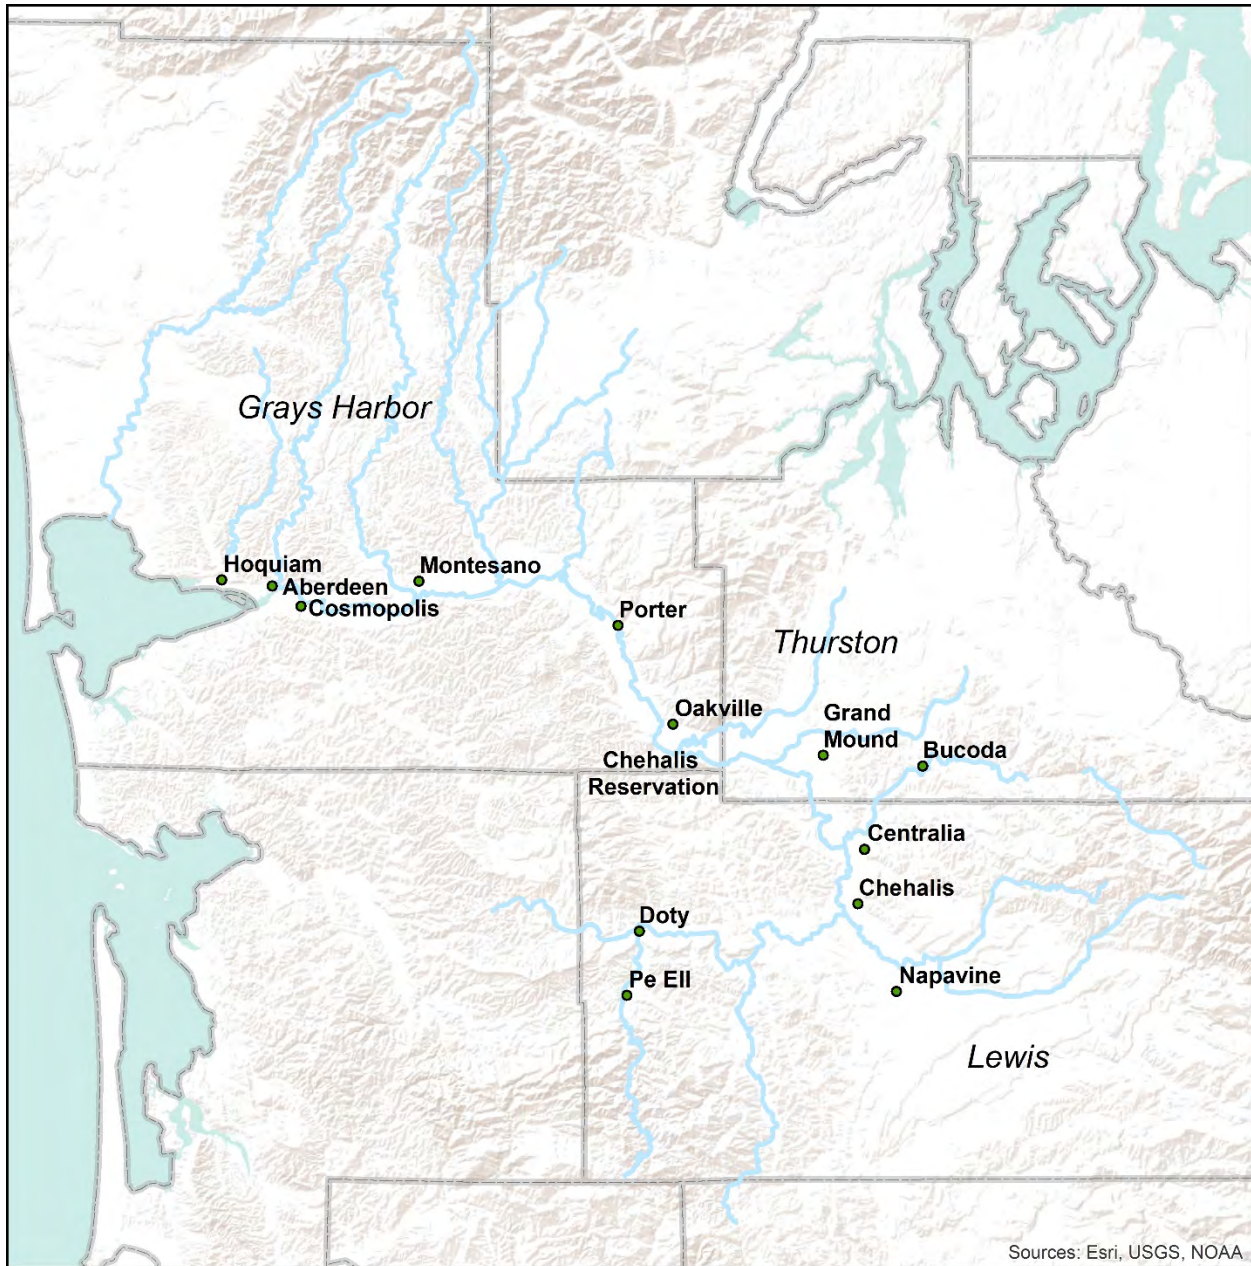 Grays Harbor
Hoquiam
Aberdeen
Cosmopolis
Montesano
Porter
Thurston
Oakville
Grand
Mound
Bucoda
Chehalis
Reservation
Centralia
Chehalis
Doty
Pe Ell
Napavine
Lewis
Sources: Esri, USGS, NOAA